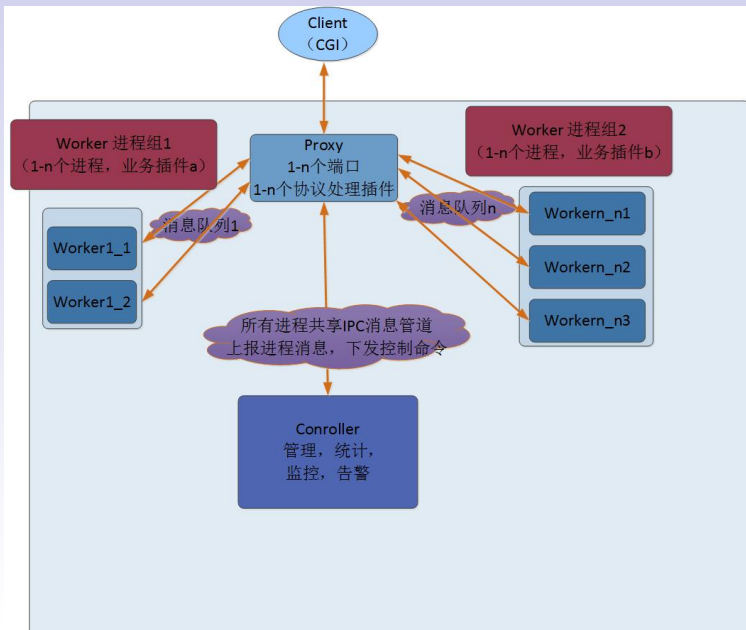 Client
（CGI）
Worker 进程组1
（1-n个进程，业务插件a）
Proxy
1-n个端口
1-n个协议处理插件
Worker 进程组2
（1-n个进程，业务插件b）
消息队列1
消息队列n
Worker1_1
Worker1_2
Workern_n1
Workern_n2
Workern_n3
所有进程共享IPC消息管道
上报进程消息，下发控制命令
Conroller
管理，统计，
监控，告警